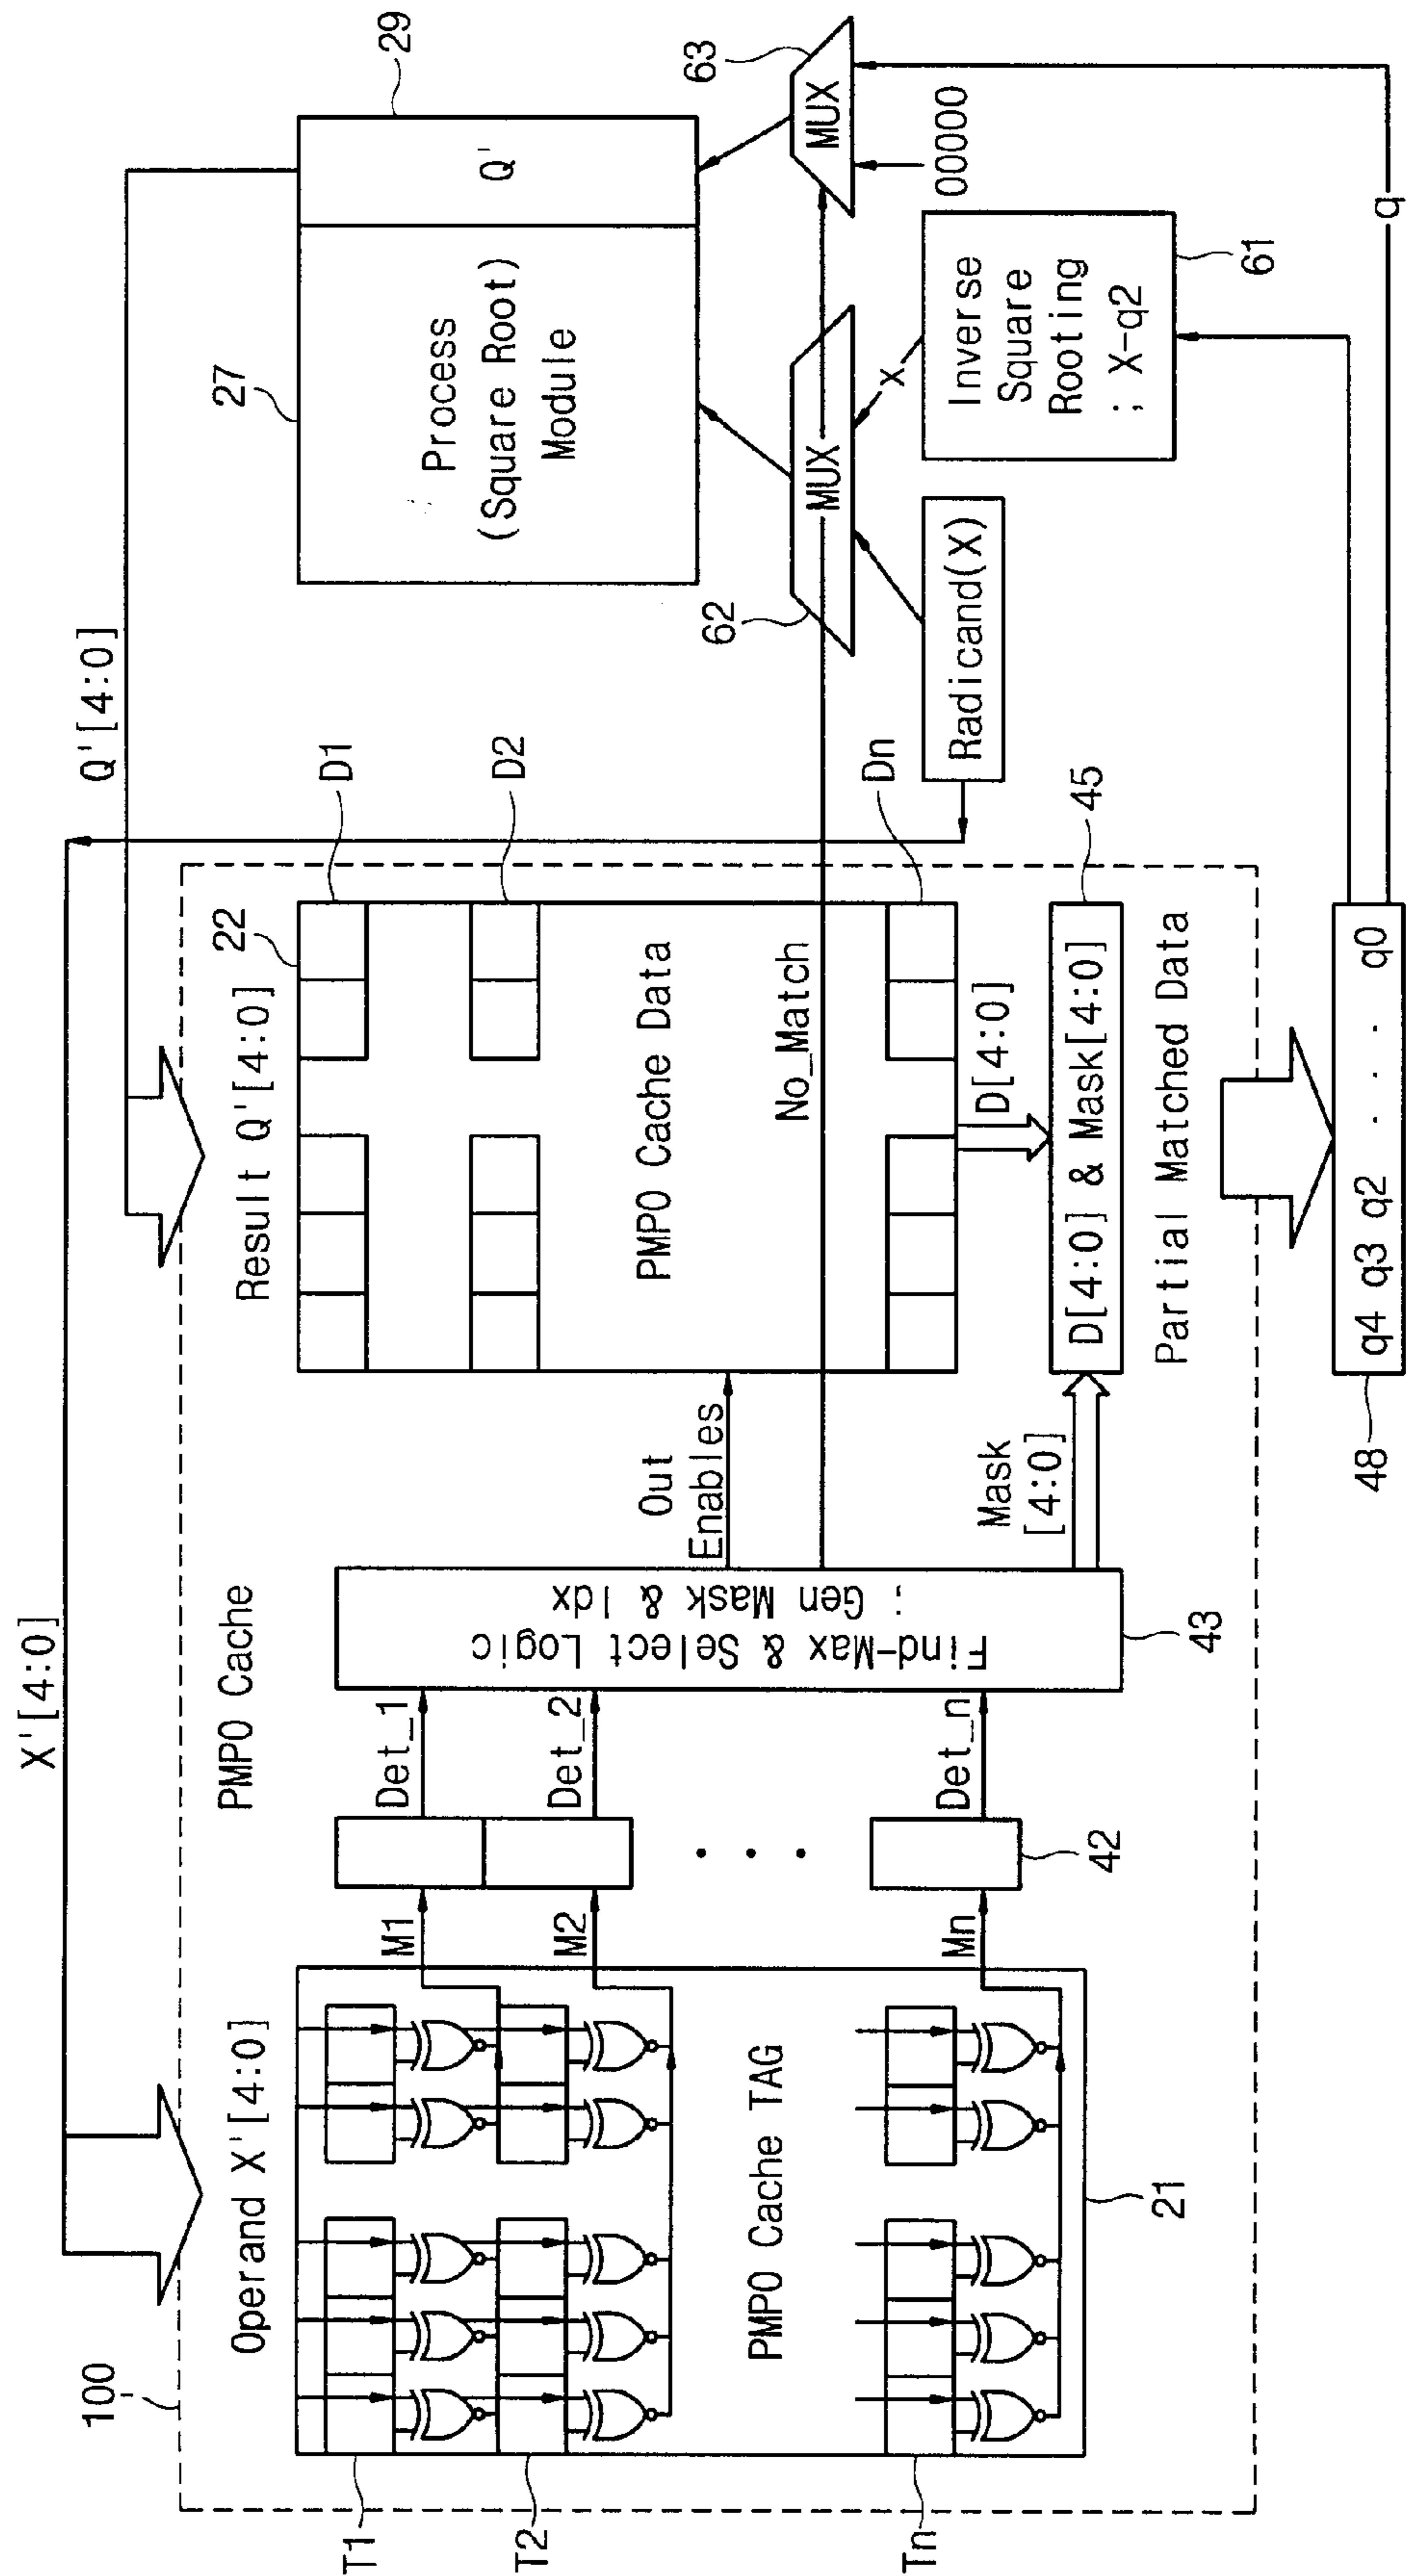 X'[4:0]
Q'[4:0]
100
PMPO Cache
Operand X'[4:0]
Result Q'[4:0]
22
T1
T2
Tn
M1
M2
Mn
Det_1
Det_2
Det_n
. . .
42
PMPO Cache TAG
21
Find-Max & Select Logic
; Gen Mask & Idx
43
Out
Enables
No_Match
Mask
[4:0]
PMPO Cache Data
D1
D2
Dn
D[4:0]
D[4:0] & Mask[4:0]
45
Partial Matched Data
q4 q3 q2 . . . q0
48
27
Process
(Square Root)
Module
Q'
29
62
MUX
MUX
63
X
00000
Radicand(X)
Inverse
Square
Rooting
; X-q2
61
q